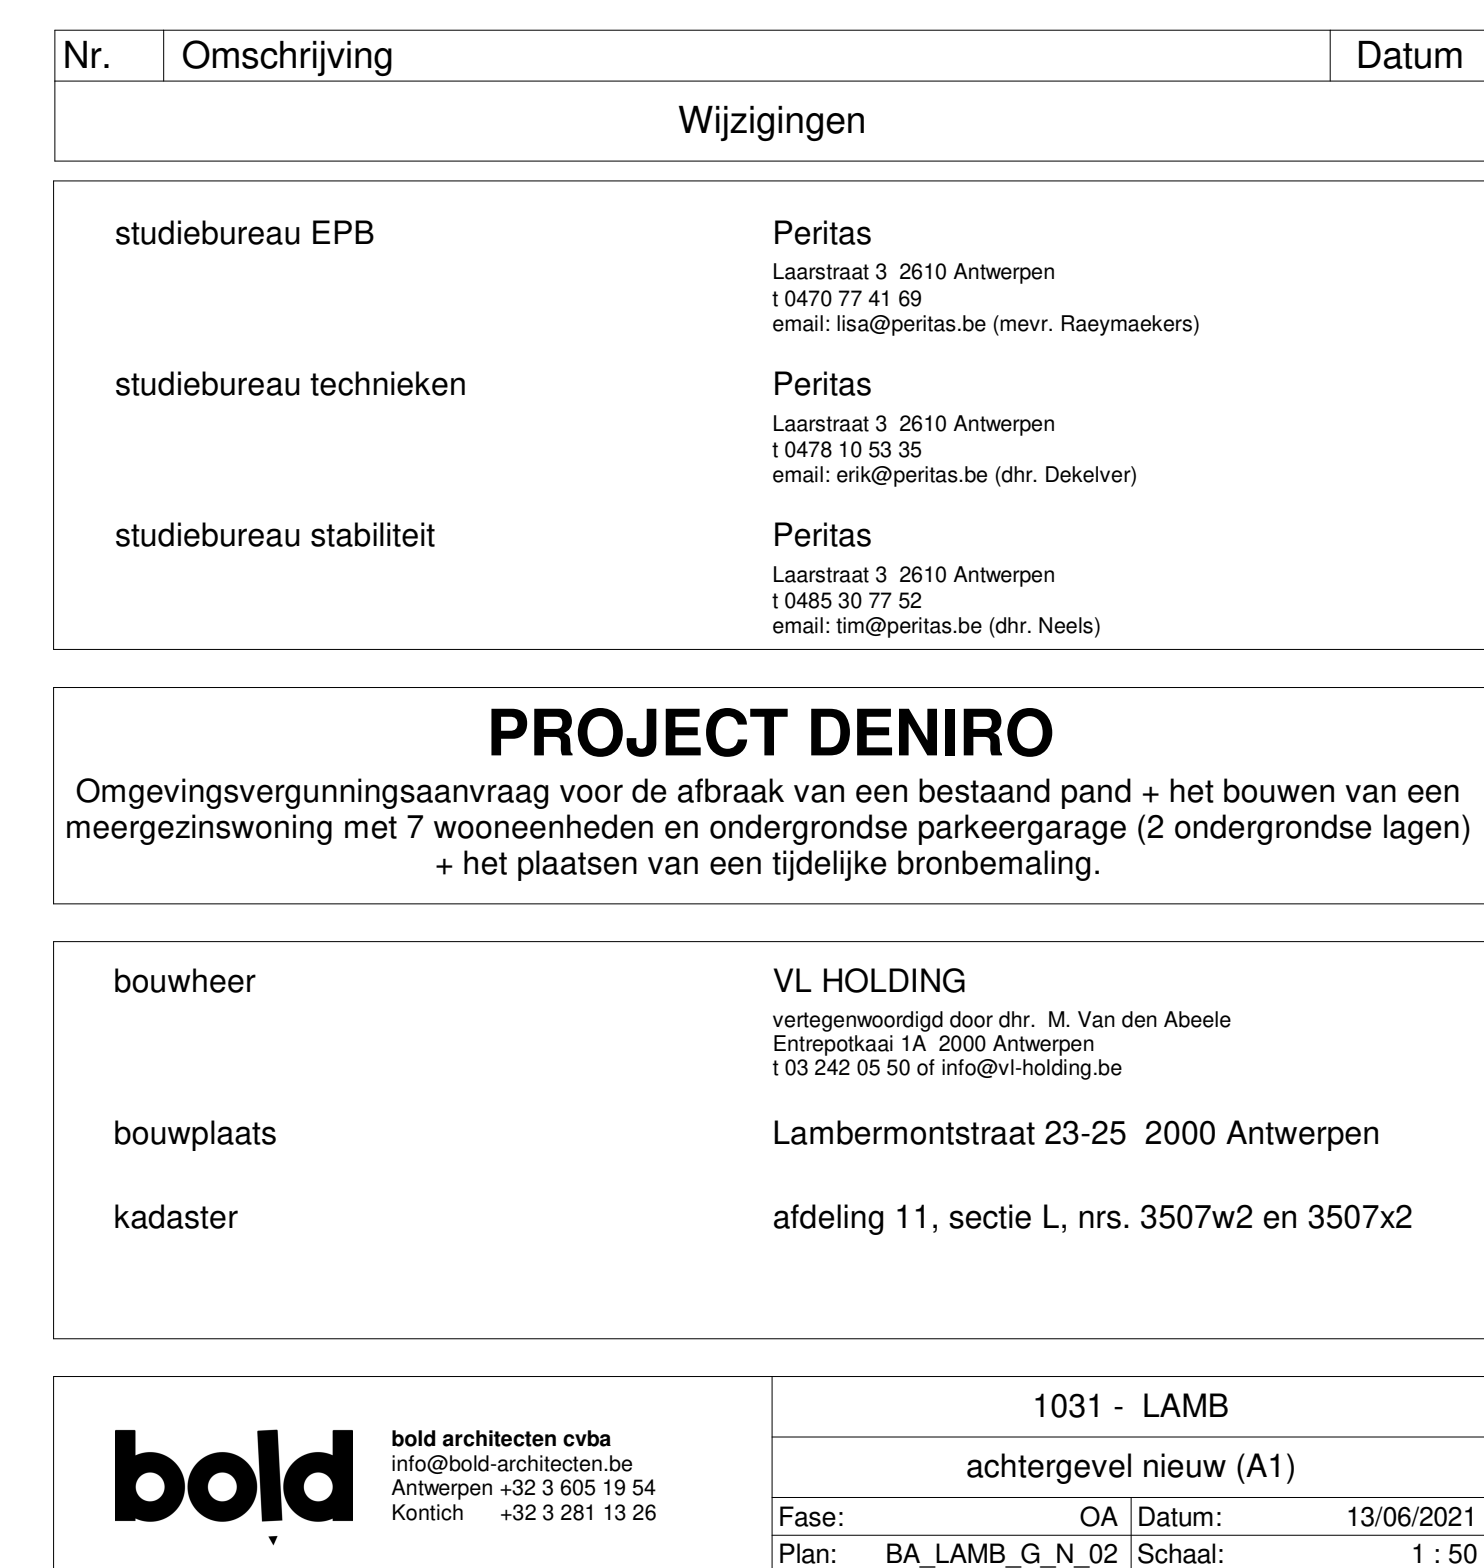 Nr. Omschrijving Datum
Wijzigingen
studiebureau EPB Peritas
Laarstraat 3 2610 Antwerpen
t 0470 77 41 69
email: lisa@peritas.be (mevr. Raeymaekers)
studiebureau technieken Peritas
Laarstraat 3 2610 Antwerpen
t 0478 10 53 35
email: erik@peritas.be (dhr. Dekelver)
studiebureau stabiliteit Peritas
Laarstraat 3 2610 Antwerpen
t 0485 30 77 52
email: tim@peritas.be (dhr. Neels)
PROJECT DENIRO
Omgevingsvergunningsaanvraag voor de afbraak van een bestaand pand + het bouwen van een
meergezinswoning met 7 wooneenheden en ondergrondse parkeergarage (2 ondergrondse lagen)
+ het plaatsen van een tijdelijke bronbemaling.
bouwheer VL HOLDING
vertegenwoordigd door dhr. M. Van den Abeele
Entrepotkaai 1A 2000 Antwerpen
t 03 242 05 50 of info@vl-holding.be
bouwplaats Lambermontstraat 23-25 2000 Antwerpen
kadaster afdeling 11, sectie L, nrs. 3507w2 en 3507x2
bold
bold architecten cvba
info@bold-architecten.be
Antwerpen +32 3 605 19 54
Kontich +32 3 281 13 26
1031 - LAMB
achtergevel nieuw (A1)
Fase: OA Datum: 13/06/2021
Plan: BA_LAMB_G_N_02 Schaal: 1 : 50